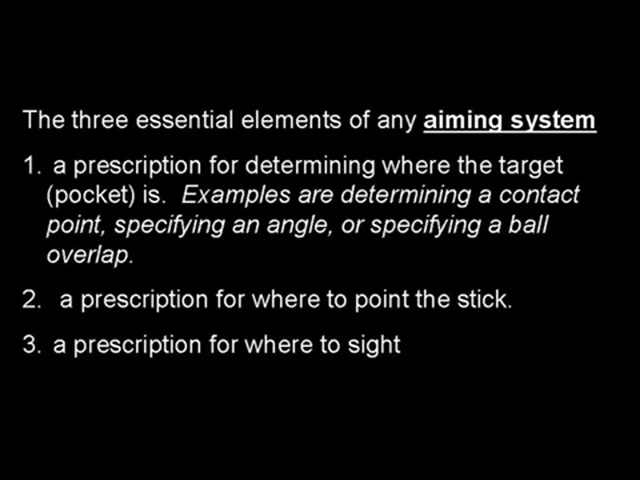 The three essential elements of any aiming system
1. a prescription for determining where the target
(pocket) is. Examples are determining a contact
point, specifying an angle, or specifying a ball
overlap.
2. a prescription for where to point the stick.
3. a prescription for where to sight